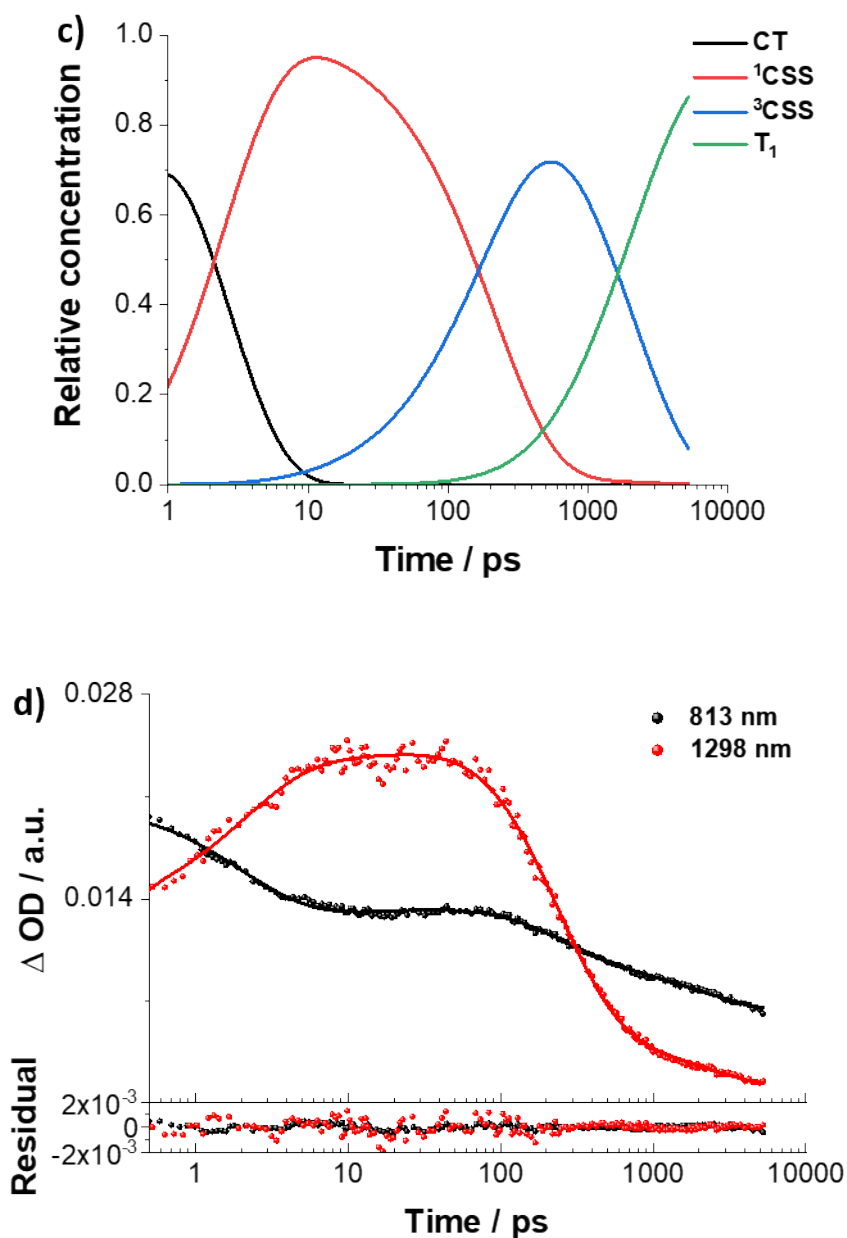 c)
CT
¹CSS
³CSS
T₁
1.0
0.8
0.6
0.4
0.2
0.0
Relative concentration
1 10 100 1000 10000
Time / ps
d)
813 nm
1298 nm
0.028
0.014
Δ OD / a.u.
Residual
2x10⁻³
0
-2x10⁻³
1 10 100 1000 10000
Time / ps